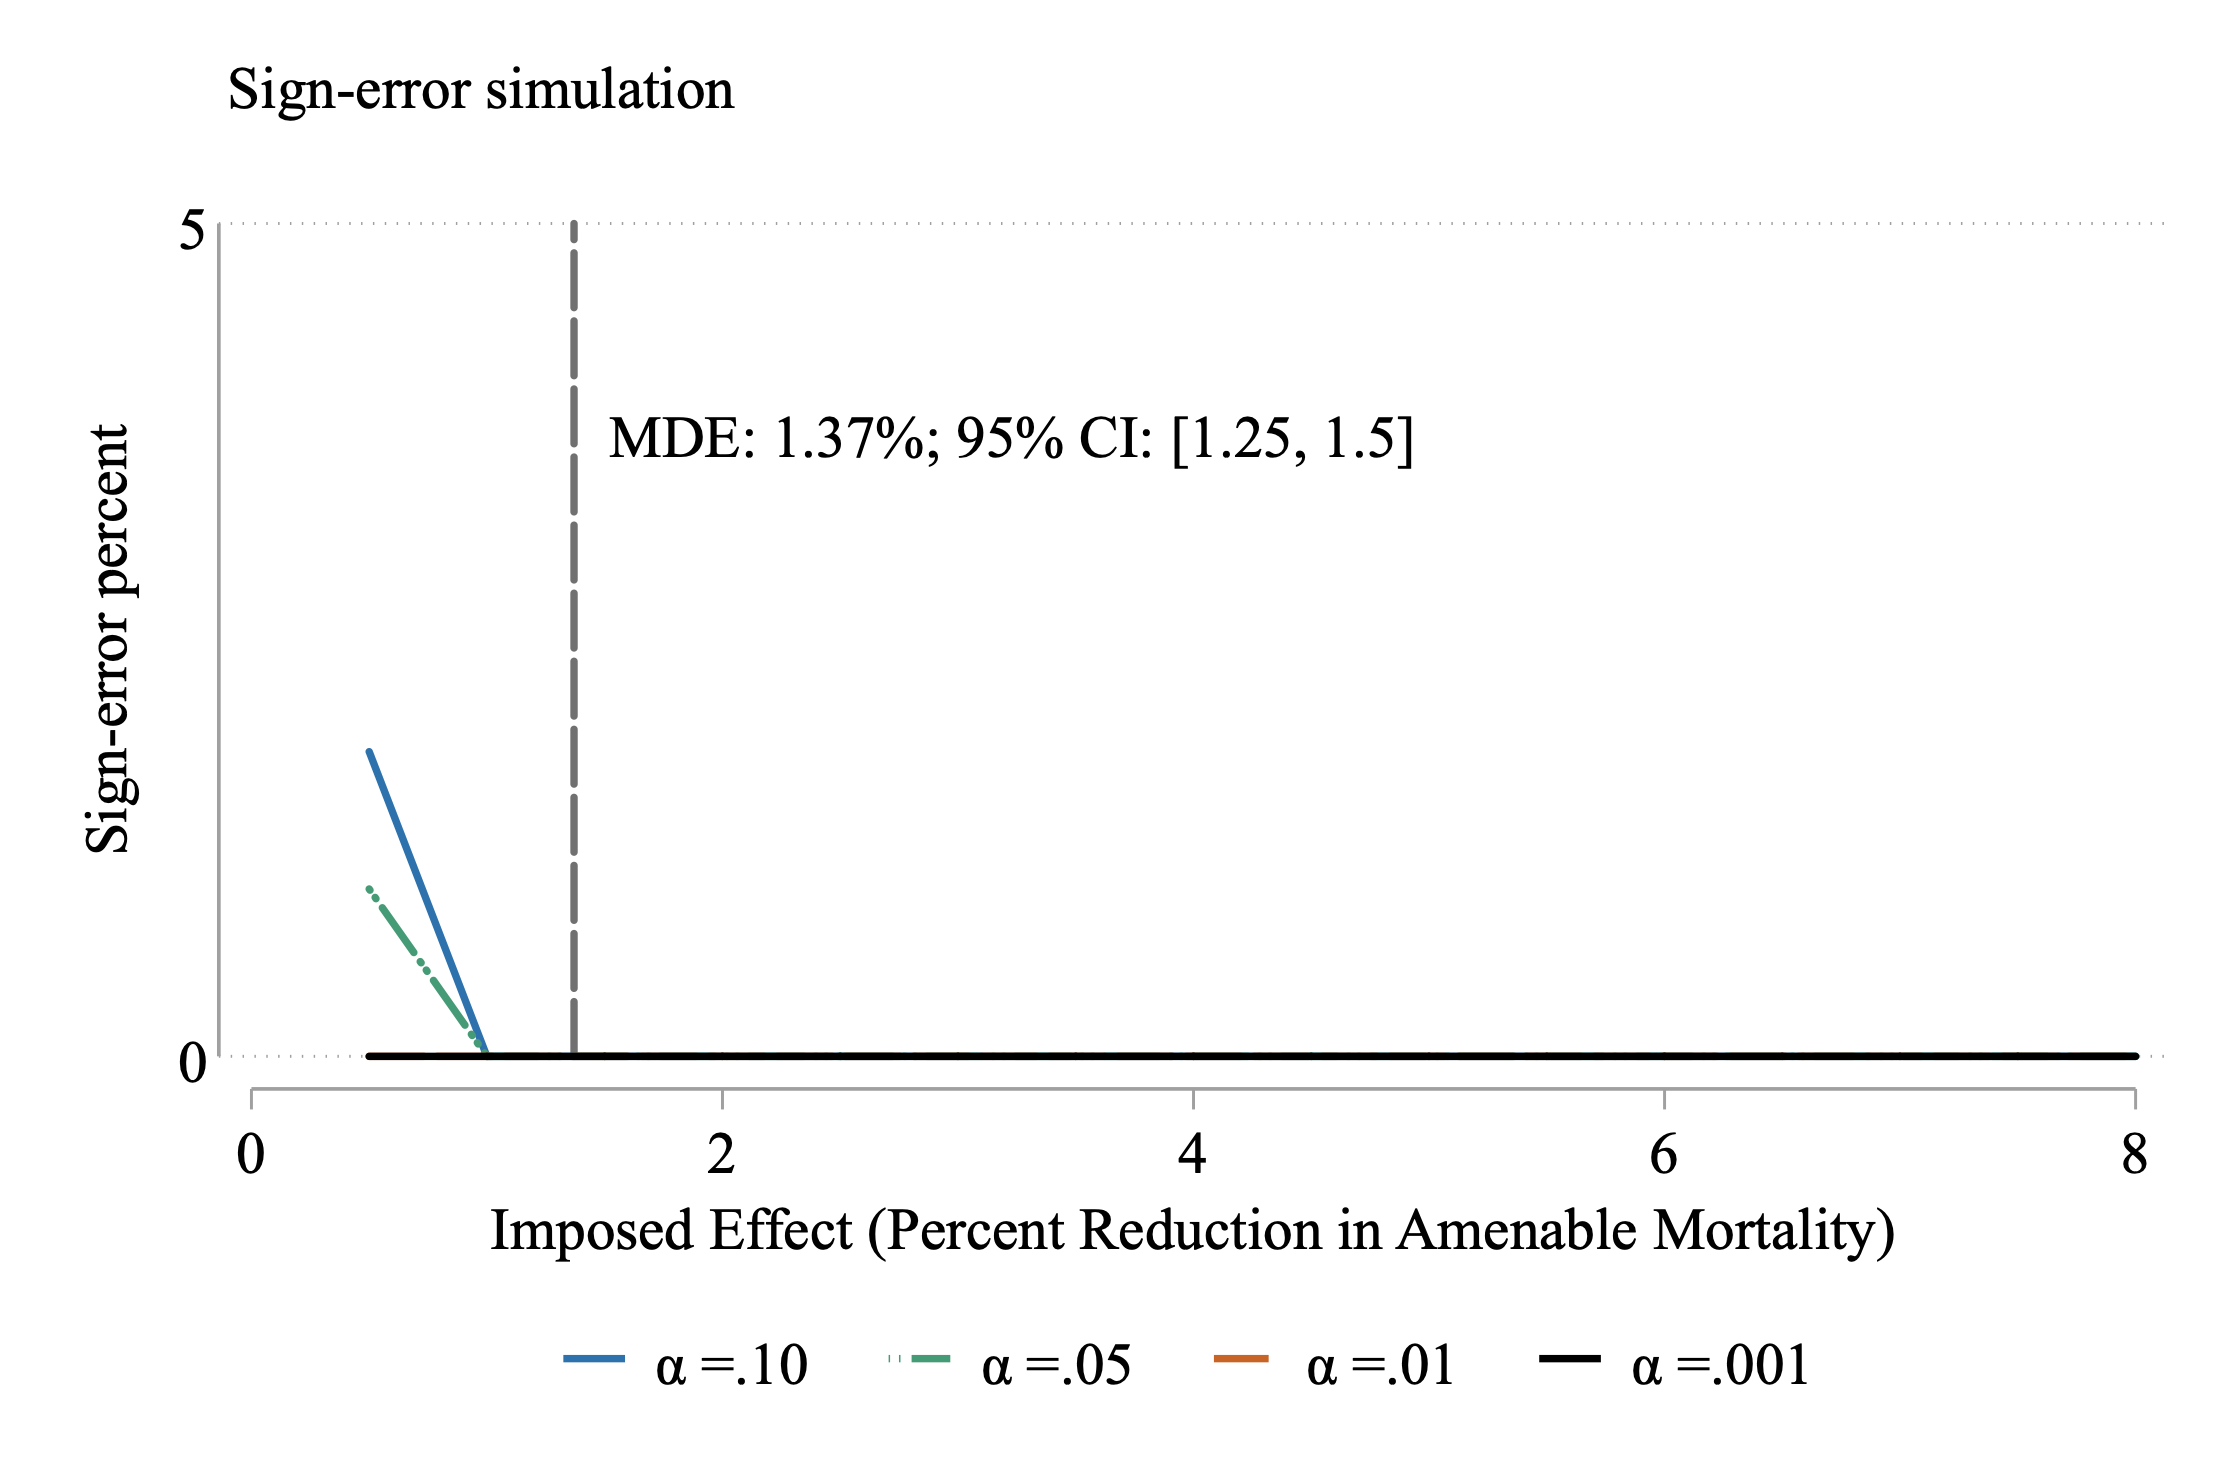 Sign-error simulation
5
MDE: 1.37%; 95% CI: [1.25, 1.5]
Sign-error percent
0
0 2 4 6 8
Imposed Effect (Percent Reduction in Amenable Mortality)
α =.10 α =.05 α =.01 α =.001